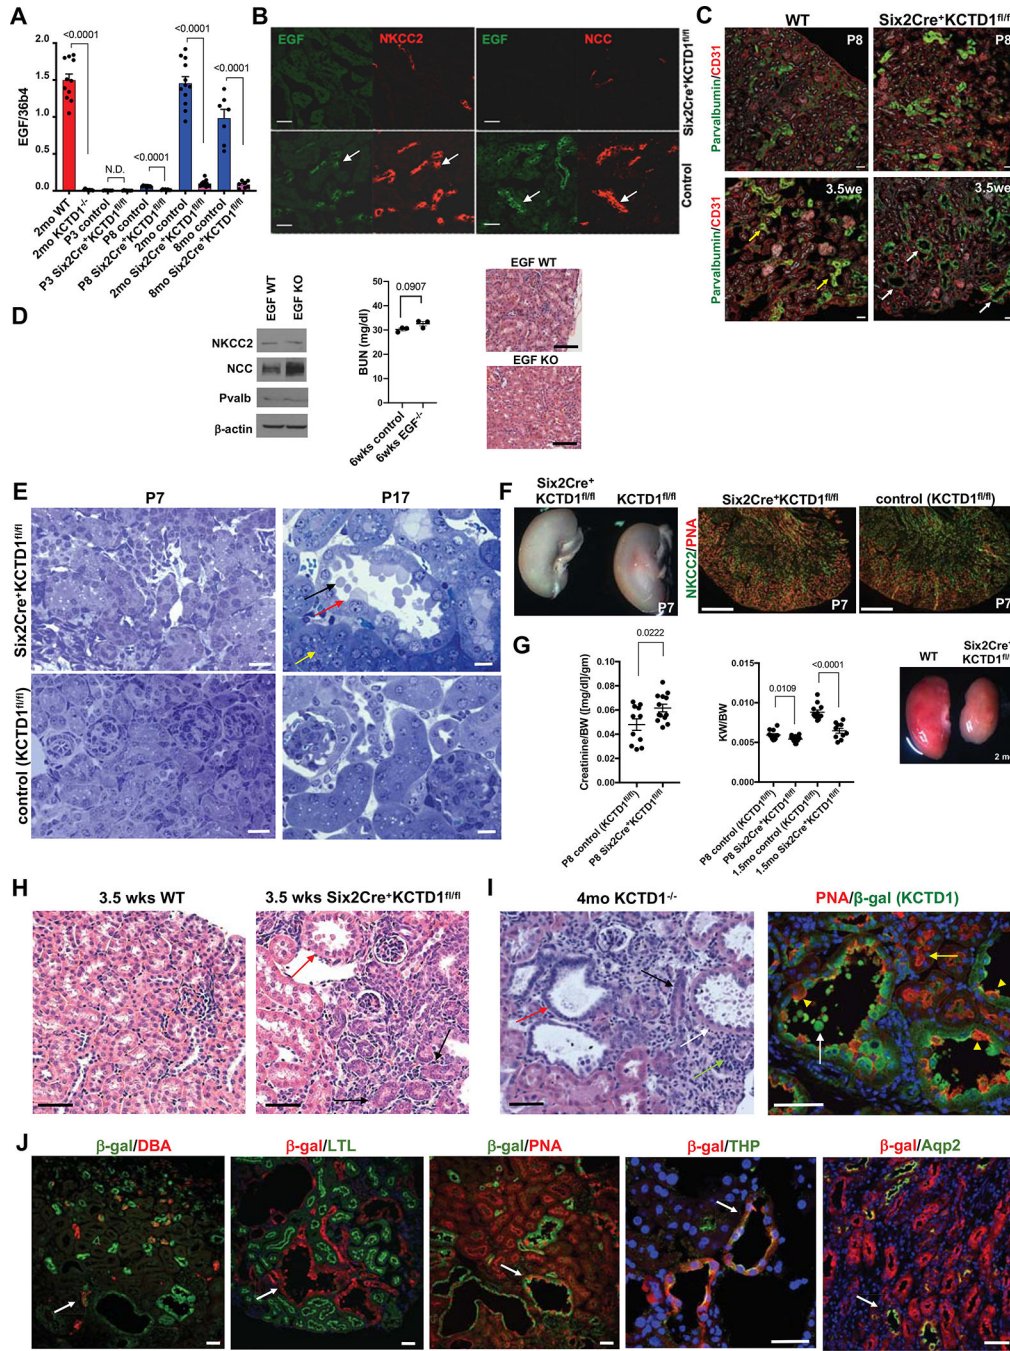 A
EGF/36b4
2.0
1.5
1.0
0.5
0.0
<0.0001
N.D.
<0.0001
<0.0001
<0.0001
2mo WT
2mo KCTD1-/-
P3 control
P3 Six2Cre+KCTD1fl/fl
P8 control
P8 Six2Cre+KCTD1fl/fl
2mo control
2mo Six2Cre+KCTD1fl/fl
8mo control
8mo Six2Cre+KCTD1fl/fl
B
EGF
NKCC2
EGF
NCC
Six2Cre+KCTD1fl/fl
Control
C
WT
Six2Cre+KCTD1fl/fl
Parvalbumin/CD31
P8
P8
Parvalbumin/CD31
3.5we
3.5we
D
EGF WT
EGF KO
NKCC2
NCC
Pvalb
β-actin
BUN (mg/dl)
50
40
30
20
10
0
0.0907
6wks control
6wks EGF-/-
EGF WT
EGF KO
E
P7
P17
Six2Cre+KCTD1fl/fl
control (KCTD1fl/fl)
F
Six2Cre+
KCTD1fl/fl
KCTD1fl/fl
P7
Six2Cre+KCTD1fl/fl
control (KCTD1fl/fl)
NKCC2/PNA
P7
P7
G
Creatinine/BW ([mg/dl]/gm)
0.10
0.08
0.06
0.04
0.02
0.00
0.0222
P8 control (KCTD1fl/fl)
P8 Six2Cre+KCTD1fl/fl
KW/BW
0.015
0.010
0.005
0.000
0.0109
<0.0001
P8 control (KCTD1fl/fl)
P8 Six2Cre+KCTD1fl/fl
1.5mo control (KCTD1fl/fl)
1.5mo Six2Cre+KCTD1fl/fl
WT
Six2Cre+
KCTD1fl/fl
2 m
H
3.5 wks WT
3.5 wks Six2Cre+KCTD1fl/fl
I
4mo KCTD1-/-
PNA/β-gal (KCTD1)
J
β-gal/DBA
β-gal/LTL
β-gal/PNA
β-gal/THP
β-gal/Aqp2